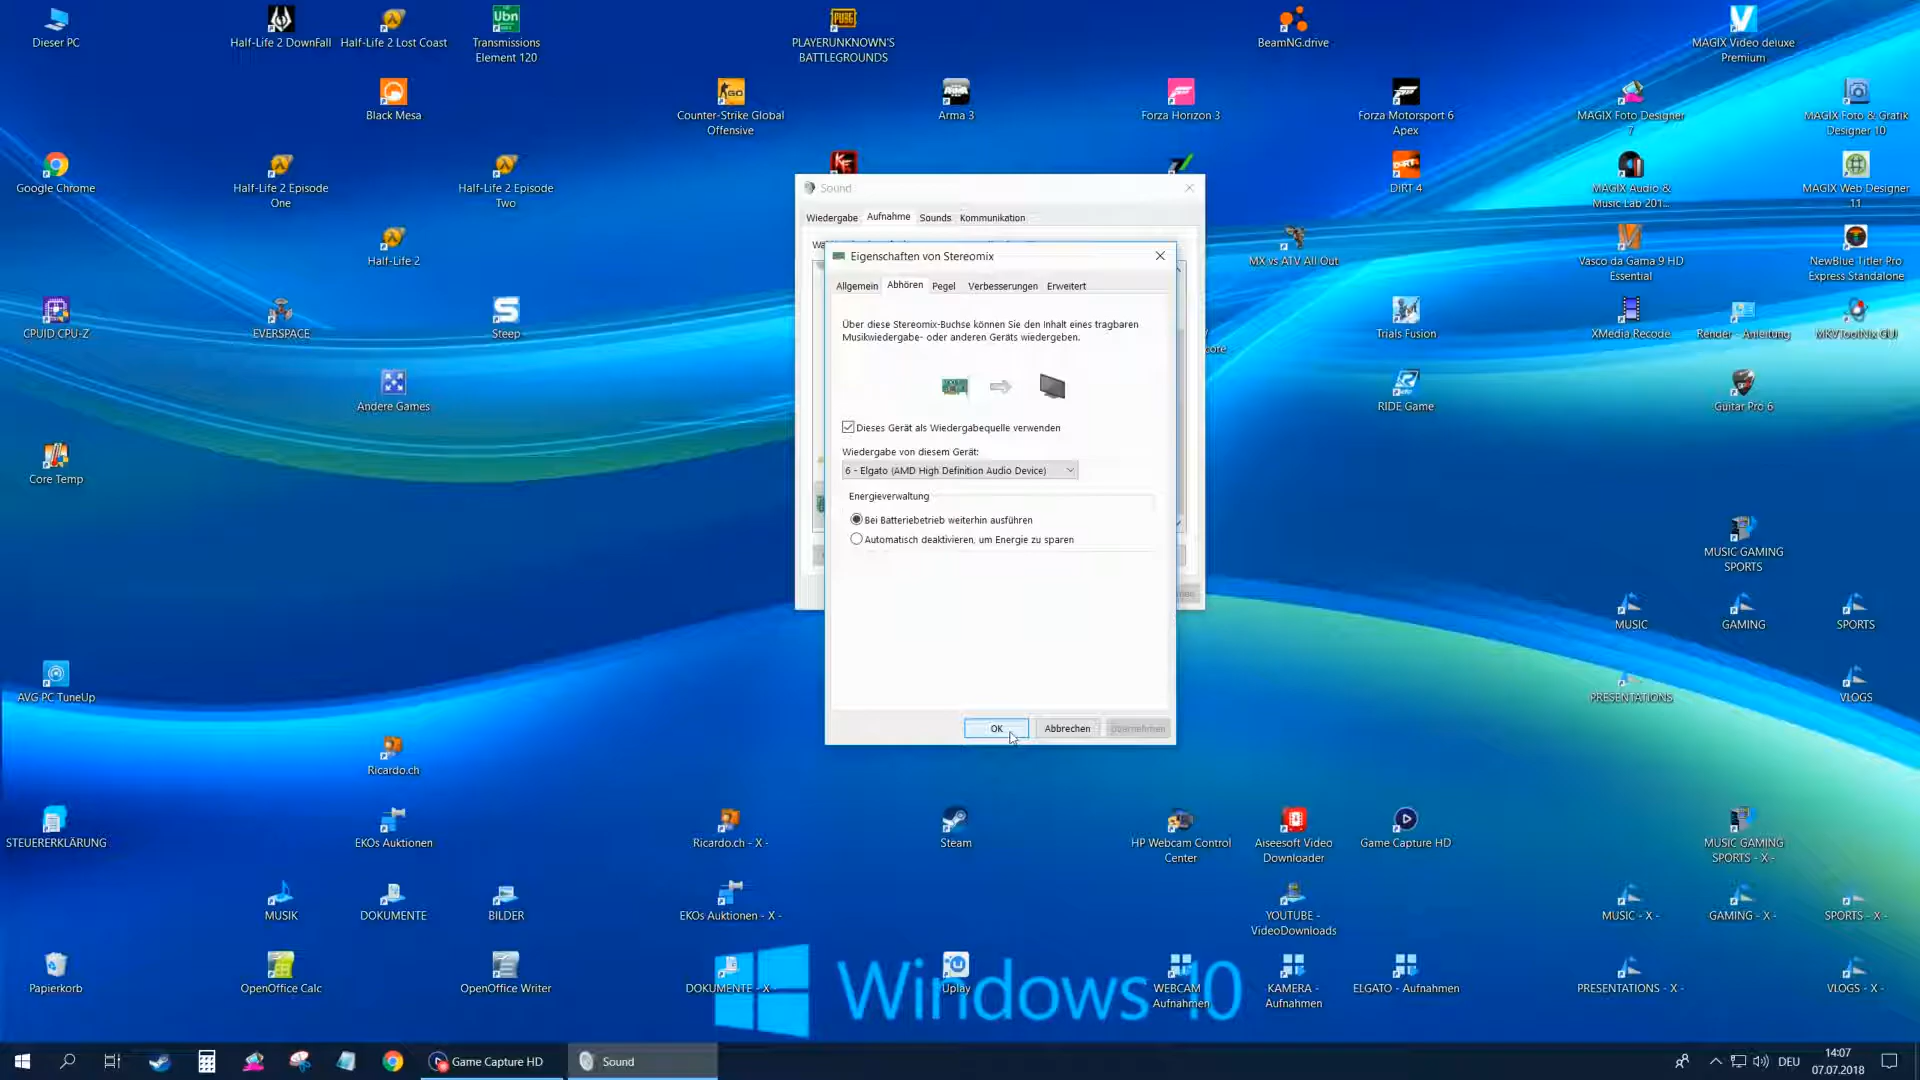 Dieser PC
Half-Life 2 DownFall
Half-Life 2 Lost Coast
Transmissions
Element 120
PLAYERUNKNOWN'S
BATTLEGROUNDS
BeamNG.drive
MAGIX Video deluxe
Premium
Black Mesa
Counter-Strike Global
Offensive
Arma 3
Forza Horizon 3
Forza Motorsport 6
Apex
MAGIX Foto Designer
7
MAGIX Foto & Grafik
Designer 10
Google Chrome
Half-Life 2 Episode
One
Half-Life 2 Episode
Two
DIRT 4
MAGIX Audio &
Music Lab 201...
MAGIX Web Designer
11
Half-Life 2
MX vs ATV All Out
Vasco da Gama 9 HD
Essential
NewBlue Titler Pro
Express Standalone
CPUID CPU-Z
EVERSPACE
Steep
Trials Fusion
XMedia Recode
Render - Anleitung
MKVToolNix GUI
Andere Games
RIDE Game
Guitar Pro 6
Core Temp
MUSIC GAMING
SPORTS
MUSIC
GAMING
SPORTS
AVG PC TuneUp
PRESENTATIONS
VLOGS
Ricardo.ch
STEUERERKLÄRUNG
EKOs Auktionen
Ricardo.ch - X -
Steam
HP Webcam Control
Center
Aiseesoft Video
Downloader
Game Capture HD
MUSIC GAMING
SPORTS - X -
MUSIK
DOKUMENTE
BILDER
EKOs Auktionen - X -
YOUTUBE -
VideoDownloads
MUSIC - X -
GAMING - X -
SPORTS - X -
Papierkorb
OpenOffice Calc
OpenOffice Writer
DOKUMENTE - X -
Uplay
WEBCAM -
Aufnahmen
KAMERA -
Aufnahmen
ELGATO - Aufnahmen
PRESENTATIONS - X -
VLOGS - X -
Windows 10
Sound
Wiedergabe
Aufnahme
Sounds
Kommunikation
Eigenschaften von Stereomix
Allgemein
Abhören
Pegel
Verbesserungen
Erweitert
Über diese Stereomix-Buchse können Sie den Inhalt eines tragbaren
Musikwiedergabe- oder anderen Geräts wiedergeben.
Dieses Gerät als Wiedergabequelle verwenden
Wiedergabe von diesem Gerät:
6 - Elgato (AMD High Definition Audio Device)
Energieverwaltung
Bei Batteriebetrieb weiterhin ausführen
Automatisch deaktivieren, um Energie zu sparen
OK
Abbrechen
Übernehmen
Game Capture HD
Sound
DEU
14:07
07.07.2018